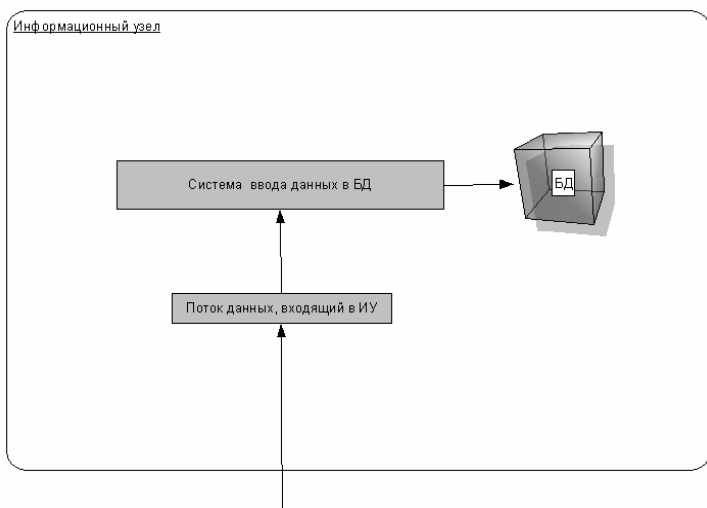 Информационный узел
Система ввода данных в БД
БД
Поток данных, входящий в ИУ